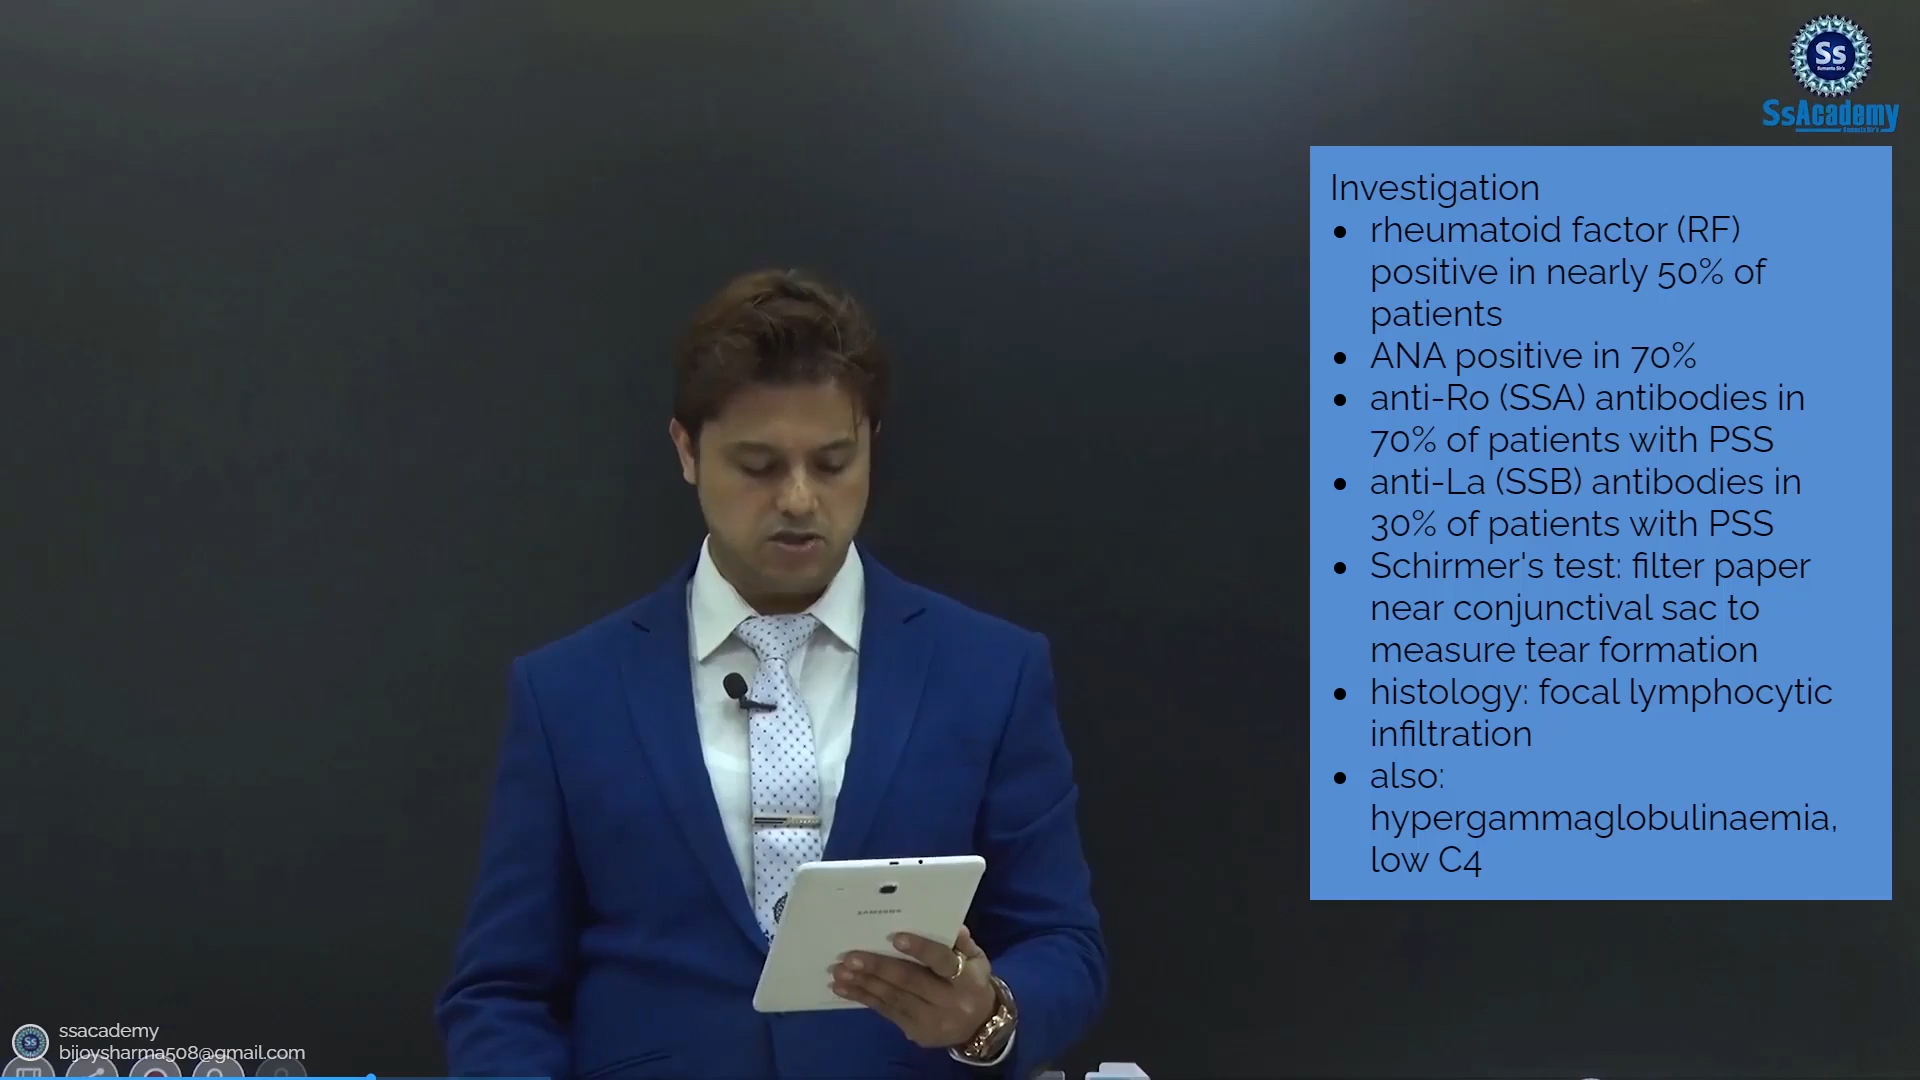 Ss
SsAcademy
Investigation
• rheumatoid factor (RF)
positive in nearly 50% of
patients
• ANA positive in 70%
• anti-Ro (SSA) antibodies in
70% of patients with PSS
• anti-La (SSB) antibodies in
30% of patients with PSS
• Schirmer's test: filter paper
near conjunctival sac to
measure tear formation
• histology: focal lymphocytic
infiltration
• also:
hypergammaglobulinaemia,
low C4
SAMSUNG
Ss
ssacademy
bijoysharma508@gmail.com